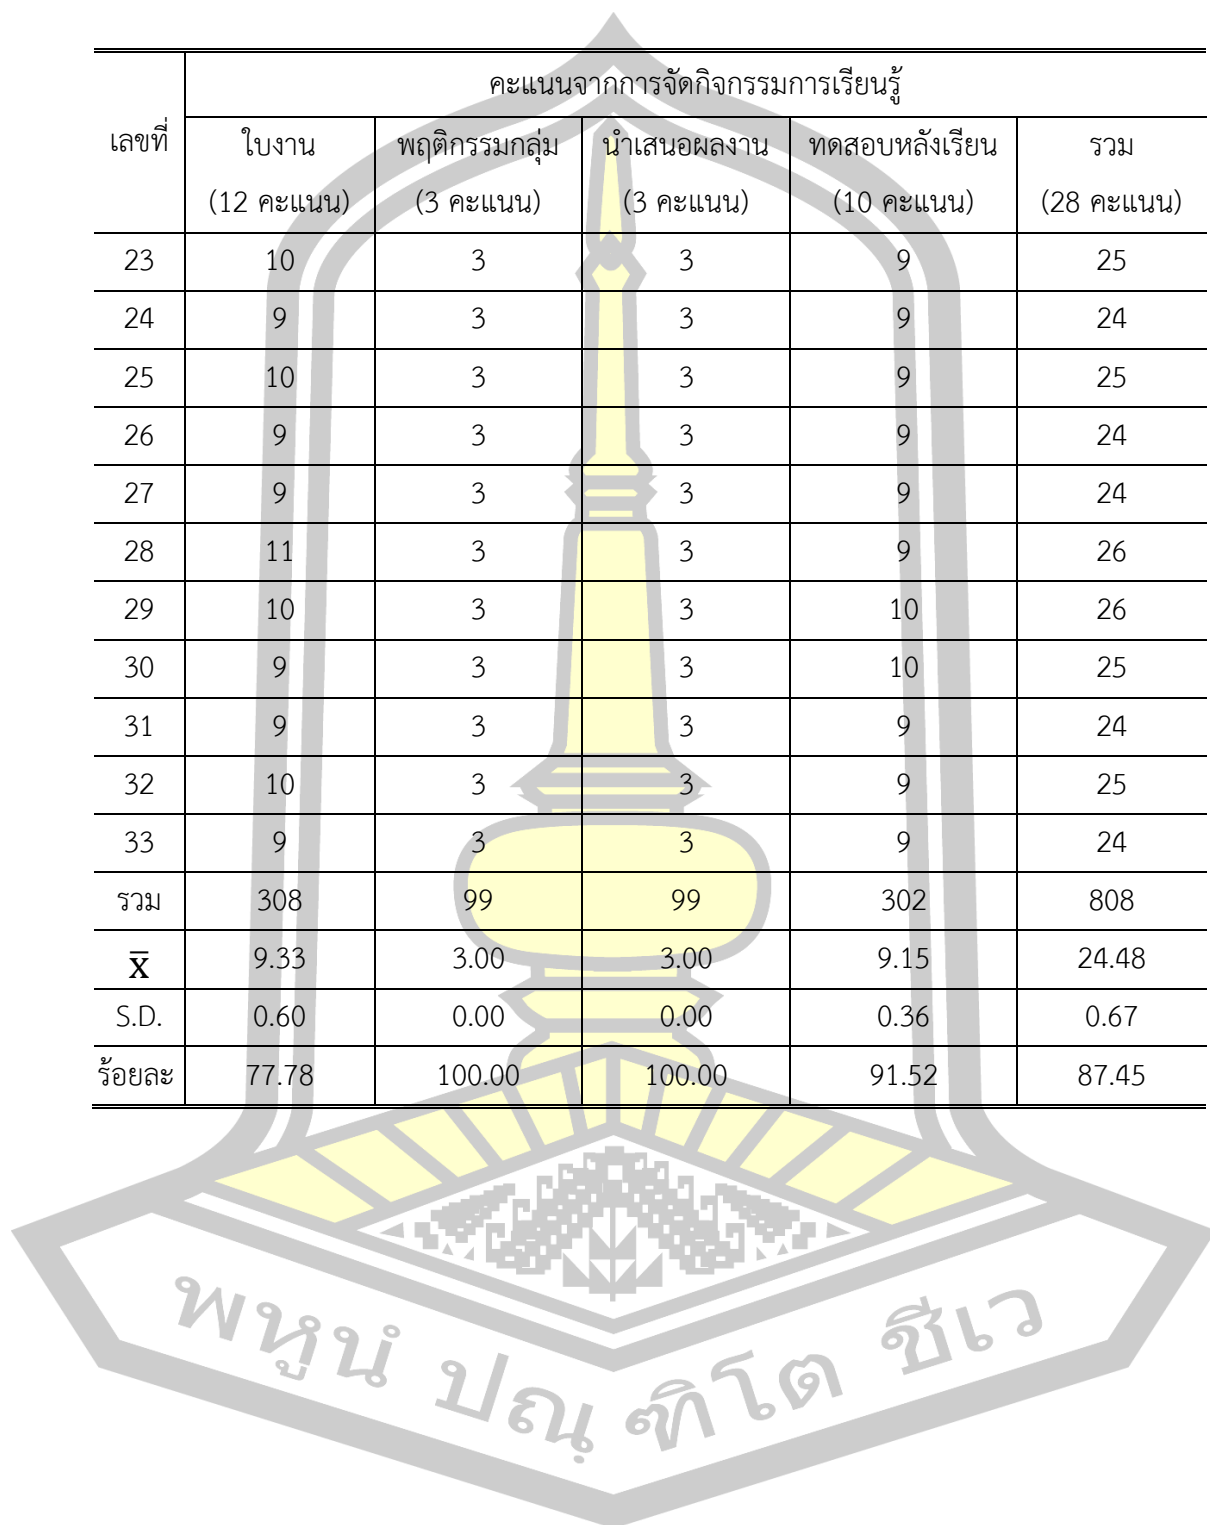 คะแนนจากการจัดกิจกรรมการเรียนรู้
เลขที่ ใบงาน พฤติกรรมกลุ่ม นำเสนอผลงาน ทดสอบหลังเรียน รวม
(12 คะแนน) (3 คะแนน) (3 คะแนน) (10 คะแนน) (28 คะแนน)
23 10 3 3 9 25
24 9 3 3 9 24
25 10 3 3 9 25
26 9 3 3 9 24
27 9 3 3 9 24
28 11 3 3 9 26
29 10 3 3 10 26
30 9 3 3 10 25
31 9 3 3 9 24
32 10 3 3 9 25
33 9 3 3 9 24
รวม 308 99 99 302 808
x̅ 9.33 3.00 3.00 9.15 24.48
S.D. 0.60 0.00 0.00 0.36 0.67
ร้อยละ 77.78 100.00 100.00 91.52 87.45
พหูนํ ปณฺฑิโต ชีเว